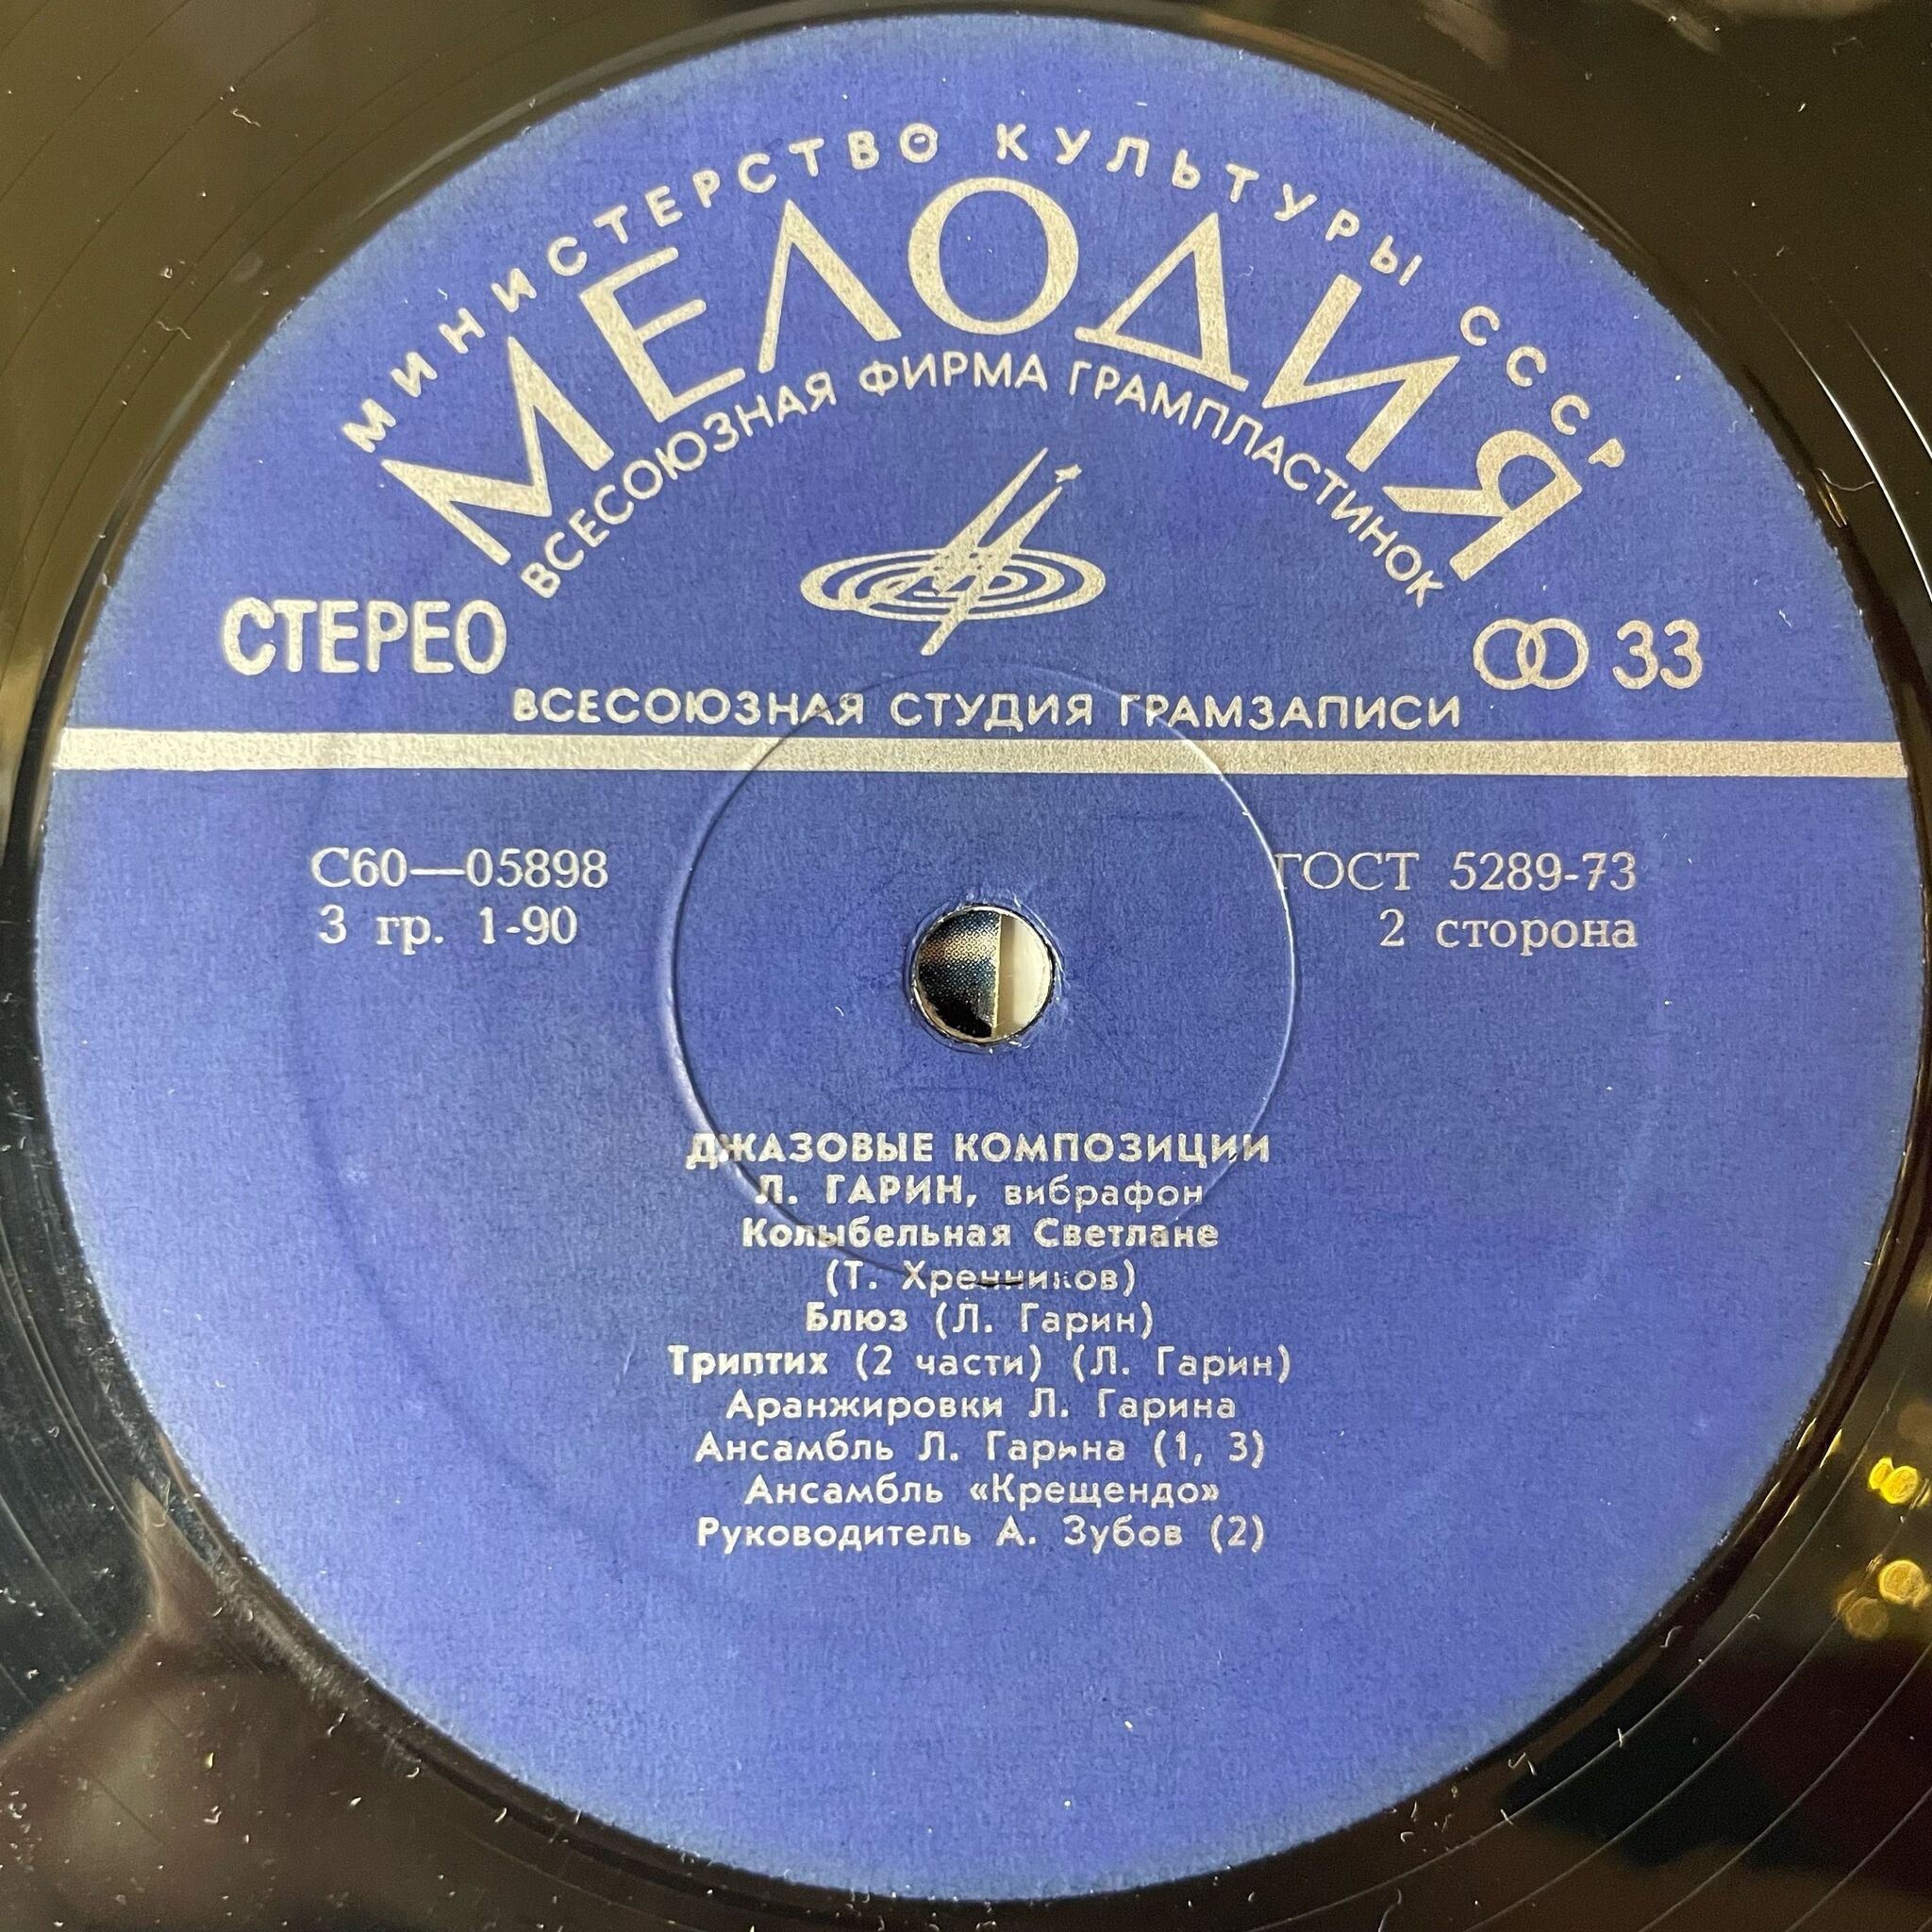 МИНИСТЕРСТВО КУЛЬТУРЫ СССР
МЕЛОДИЯ
ВСЕСОЮЗНАЯ ФИРМА ГРАМПЛАСТИНОК
СТЕРЕО
33
ВСЕСОЮЗНАЯ СТУДИЯ ГРАМЗАПИСИ
С60—05898
ГОСТ 5289-73
3 гр. 1-90
2 сторона
ДЖАЗОВЫЕ КОМПОЗИЦИИ
Л. ГАРИН, вибрафон
Колыбельная Светлане
(Т. Хренников)
Блюз (Л. Гарин)
Триптих (2 части) (Л. Гарин)
Аранжировки Л. Гарина
Ансамбль Л. Гарина (1, 3)
Ансамбль «Крещендо»
Руководитель А. Зубов (2)